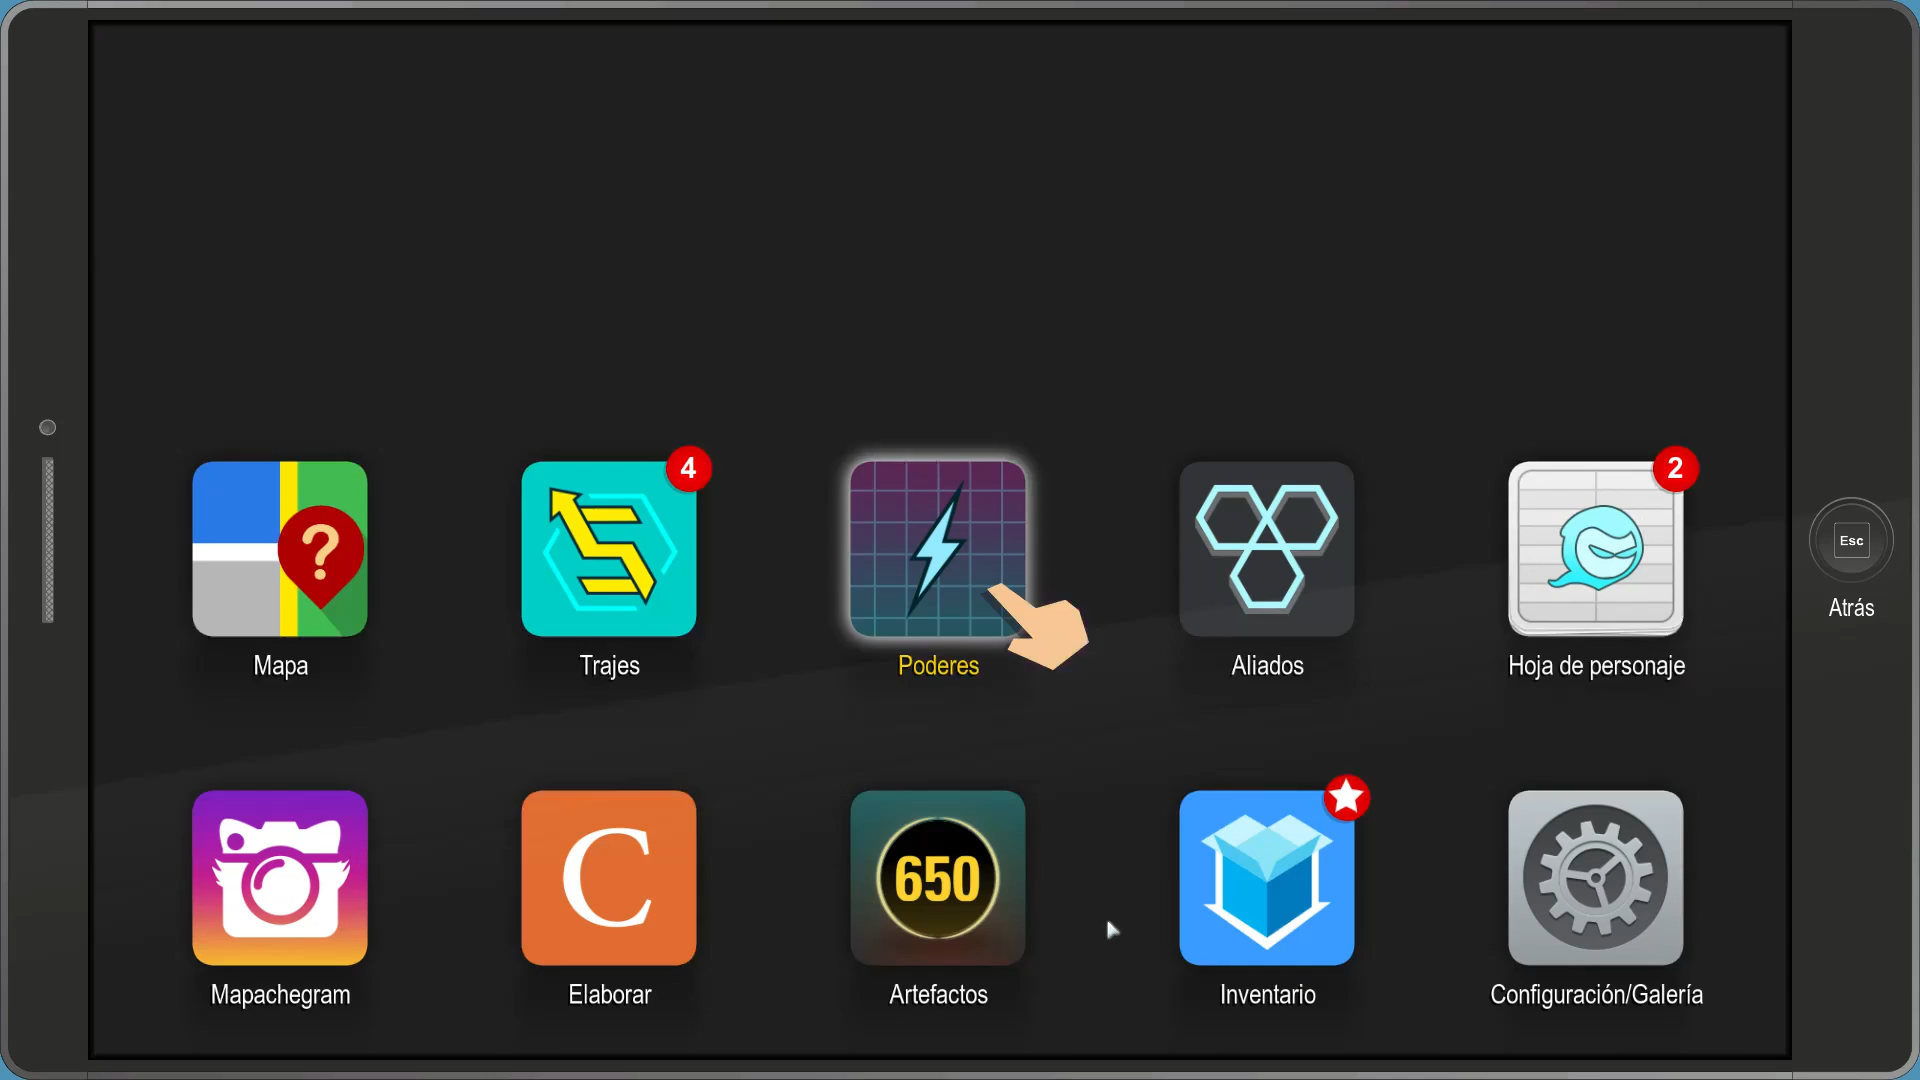 4
2
?
Esc
Mapa
Trajes
Poderes
Aliados
Hoja de personaje
Atrás
C
650
Mapachegram
Elaborar
Artefactos
Inventario
Configuración/Galería